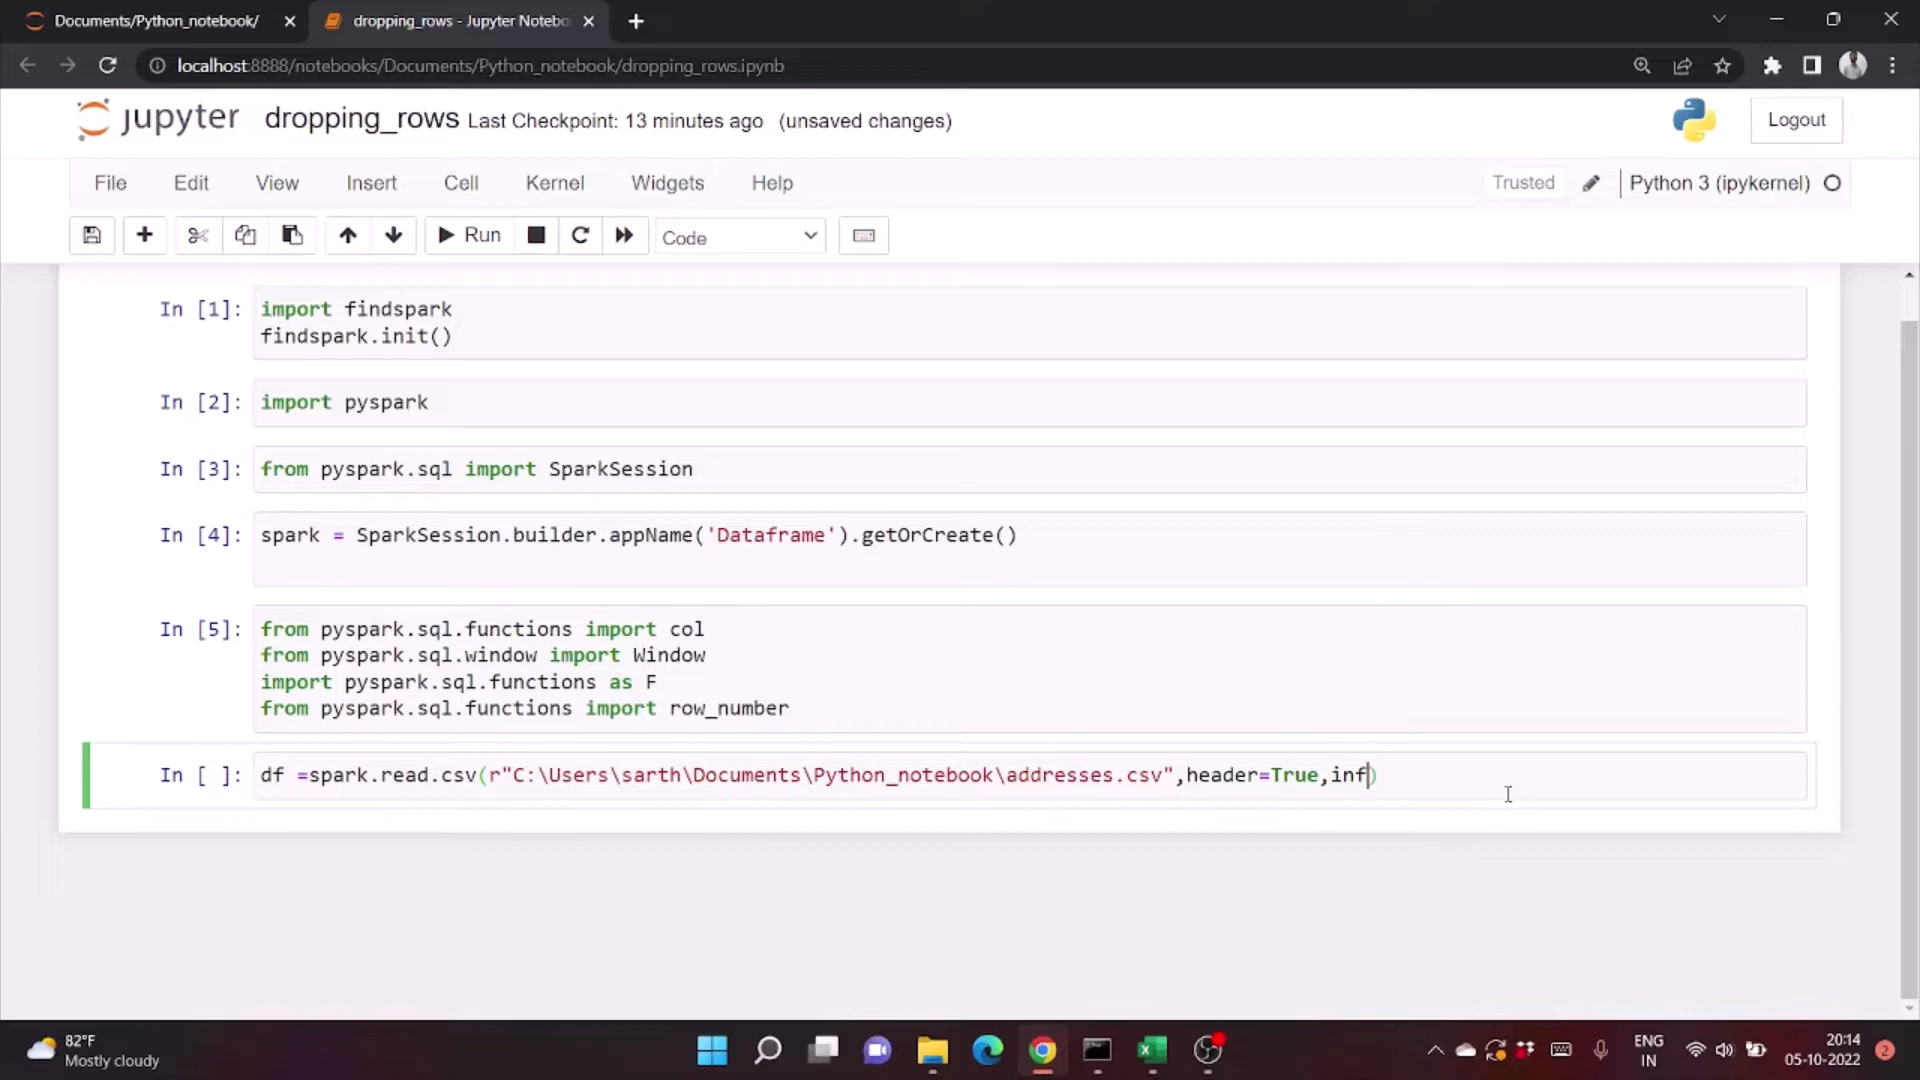 Documents/Python_notebook/
dropping_rows - Jupyter Notebo
localhost:8888/notebooks/Documents/Python_notebook/dropping_rows.ipynb
jupyter dropping_rows Last Checkpoint: 13 minutes ago (unsaved changes)
Logout
File Edit View Insert Cell Kernel Widgets Help
Trusted Python 3 (ipykernel)
Run Code
In [1]: import findspark
findspark.init()
In [2]: import pyspark
In [3]: from pyspark.sql import SparkSession
In [4]: spark = SparkSession.builder.appName('Dataframe').getOrCreate()
In [5]: from pyspark.sql.functions import col
from pyspark.sql.window import Window
import pyspark.sql.functions as F
from pyspark.sql.functions import row_number
In [ ]: df =spark.read.csv(r"C:\Users\sarth\Documents\Python_notebook\addresses.csv",header=True,inf)
82°F
Mostly cloudy
ENG
IN
20:14
05-10-2022
2